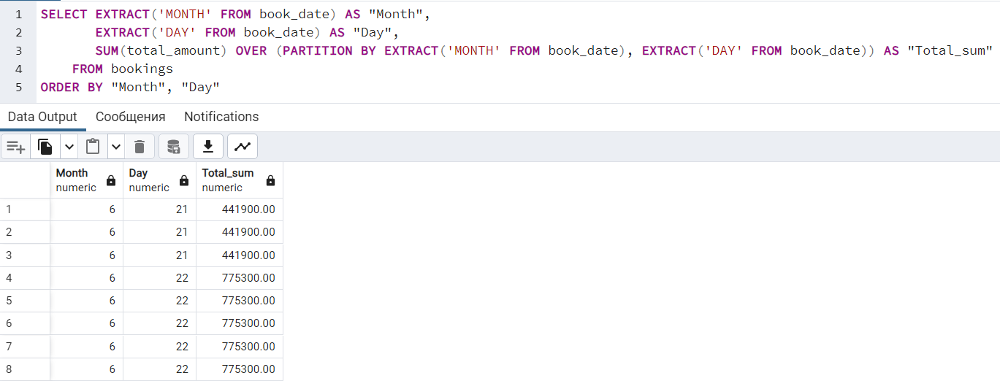 1 SELECT EXTRACT('MONTH' FROM book_date) AS "Month",
2 EXTRACT('DAY' FROM book_date) AS "Day",
3 SUM(total_amount) OVER (PARTITION BY EXTRACT('MONTH' FROM book_date), EXTRACT('DAY' FROM book_date)) AS "Total_sum"
4 FROM bookings
5 ORDER BY "Month", "Day"
Data Output Сообщения Notifications
Month Day Total_sum
numeric numeric numeric
1 6 21 441900.00
2 6 21 441900.00
3 6 21 441900.00
4 6 22 775300.00
5 6 22 775300.00
6 6 22 775300.00
7 6 22 775300.00
8 6 22 775300.00